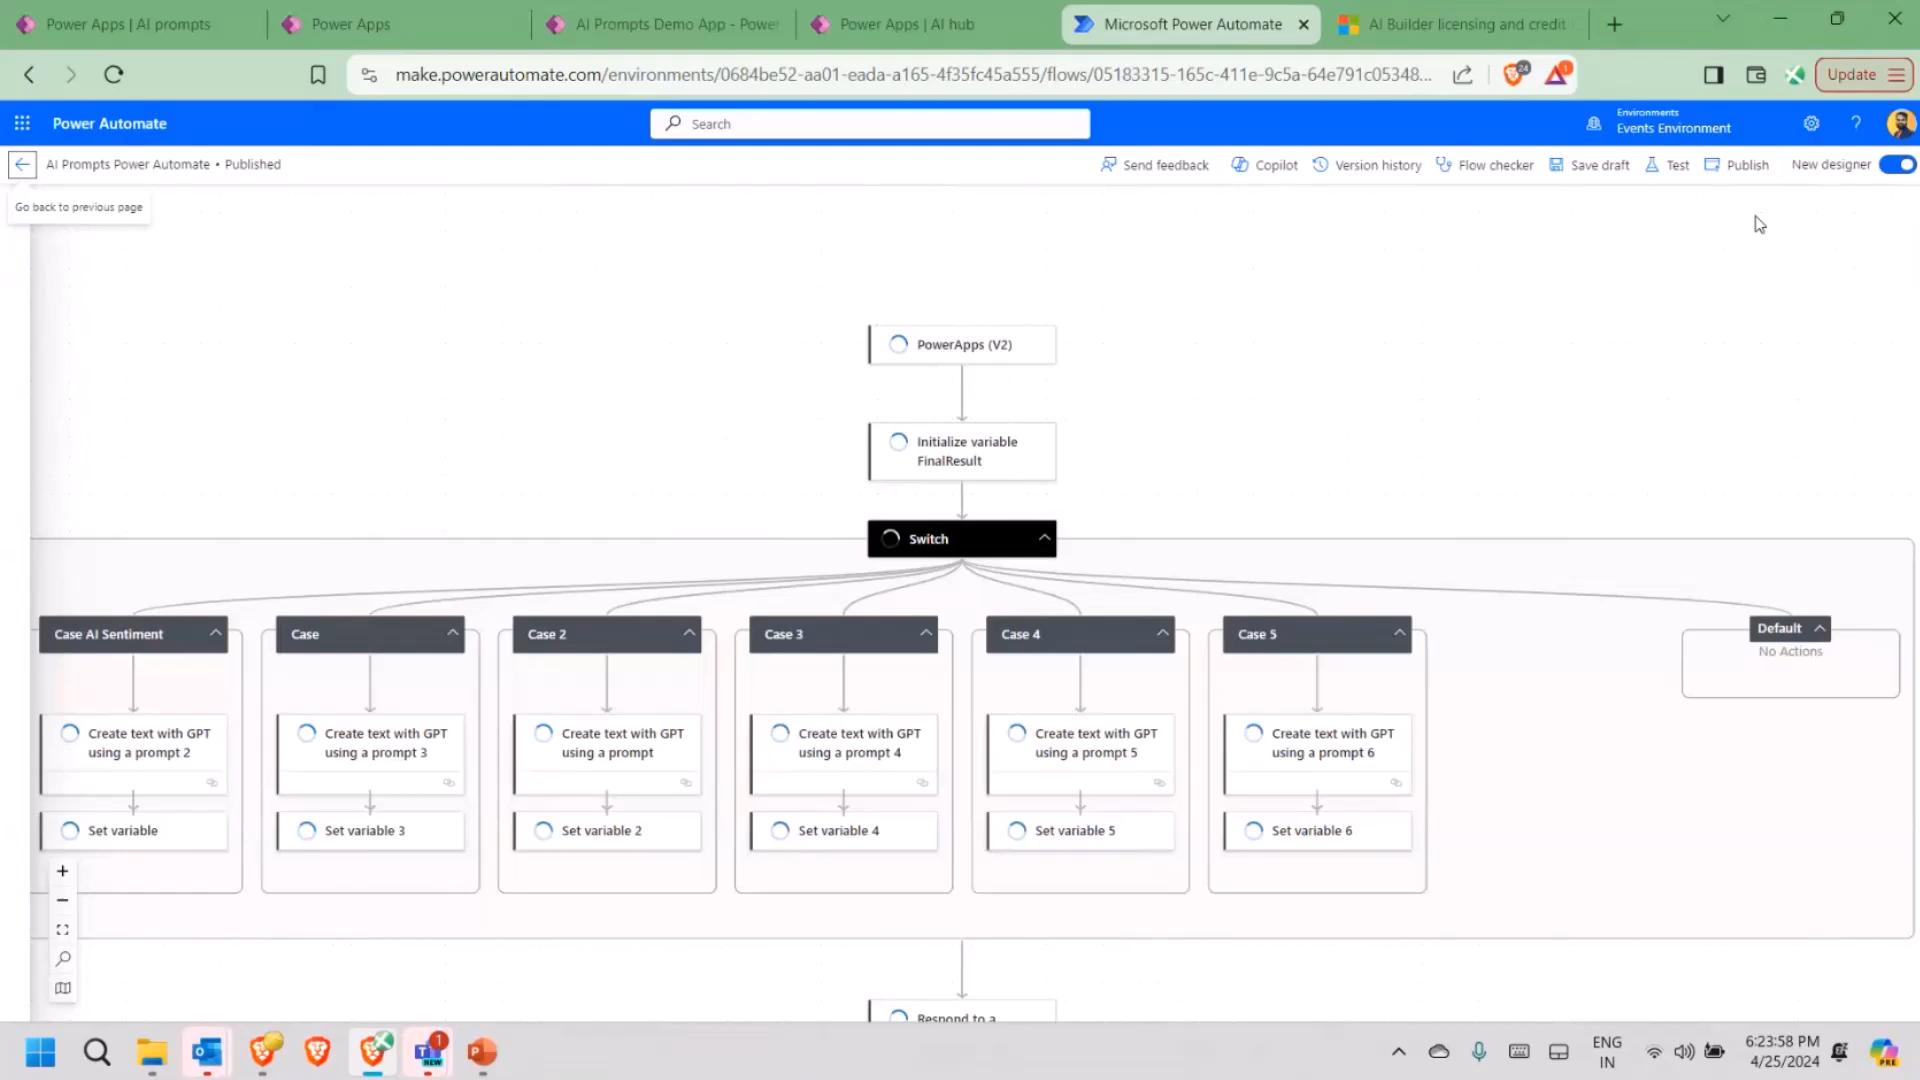 Power Apps | AI prompts
Power Apps
AI Prompts Demo App - Power
Power Apps | AI hub
Microsoft Power Automate
AI Builder licensing and credit
make.powerautomate.com/environments/0684be52-aa01-eada-a165-4f35fc45a555/flows/05183315-165c-411e-9c5a-64e791c05348...
24
1
Update
Power Automate
Search
Environments
Events Environment
AI Prompts Power Automate • Published
Send feedback
Copilot
Version history
Flow checker
Save draft
Test
Publish
New designer
Go back to previous page
PowerApps (V2)
Initialize variable
FinalResult
Switch
Case AI Sentiment
Case
Case 2
Case 3
Case 4
Case 5
Default
No Actions
Create text with GPT
using a prompt 2
Create text with GPT
using a prompt 3
Create text with GPT
using a prompt
Create text with GPT
using a prompt 4
Create text with GPT
using a prompt 5
Create text with GPT
using a prompt 6
Set variable
Set variable 3
Set variable 2
Set variable 4
Set variable 5
Set variable 6
Respond to a
1
NEW
ENG
IN
6:23:58 PM
4/25/2024
PRE